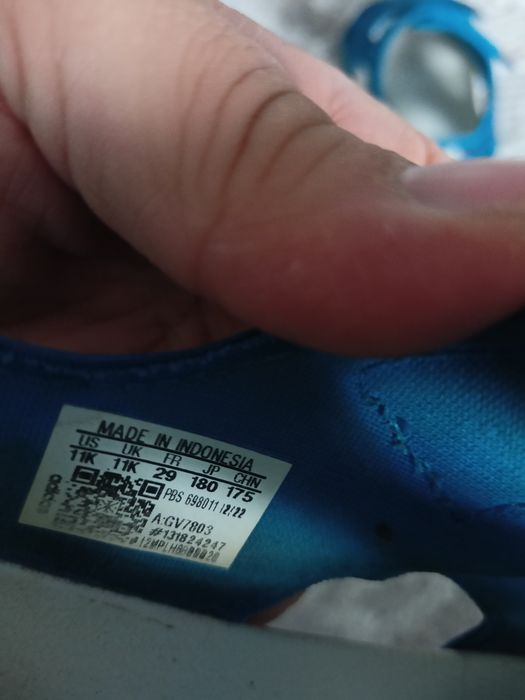 MADE IN INDONESIA
US UK FR JP CHN
11K 11K 29 180 175
PBS 698011 12/22
A:GV7803
#131824247